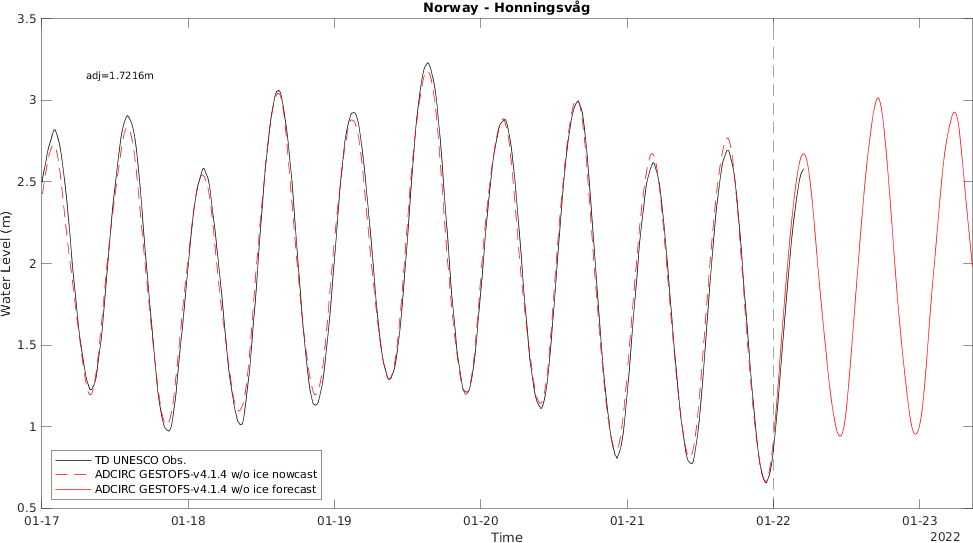 Norway - Honningsvåg
3.5
adj=1.7216m
3
2.5
2
1.5
1
0.5
Water Level (m)
TD UNESCO Obs.
ADCIRC GESTOFS-v4.1.4 w/o ice nowcast
ADCIRC GESTOFS-v4.1.4 w/o ice forecast
01-17 01-18 01-19 01-20 01-21 01-22 01-23
Time
2022